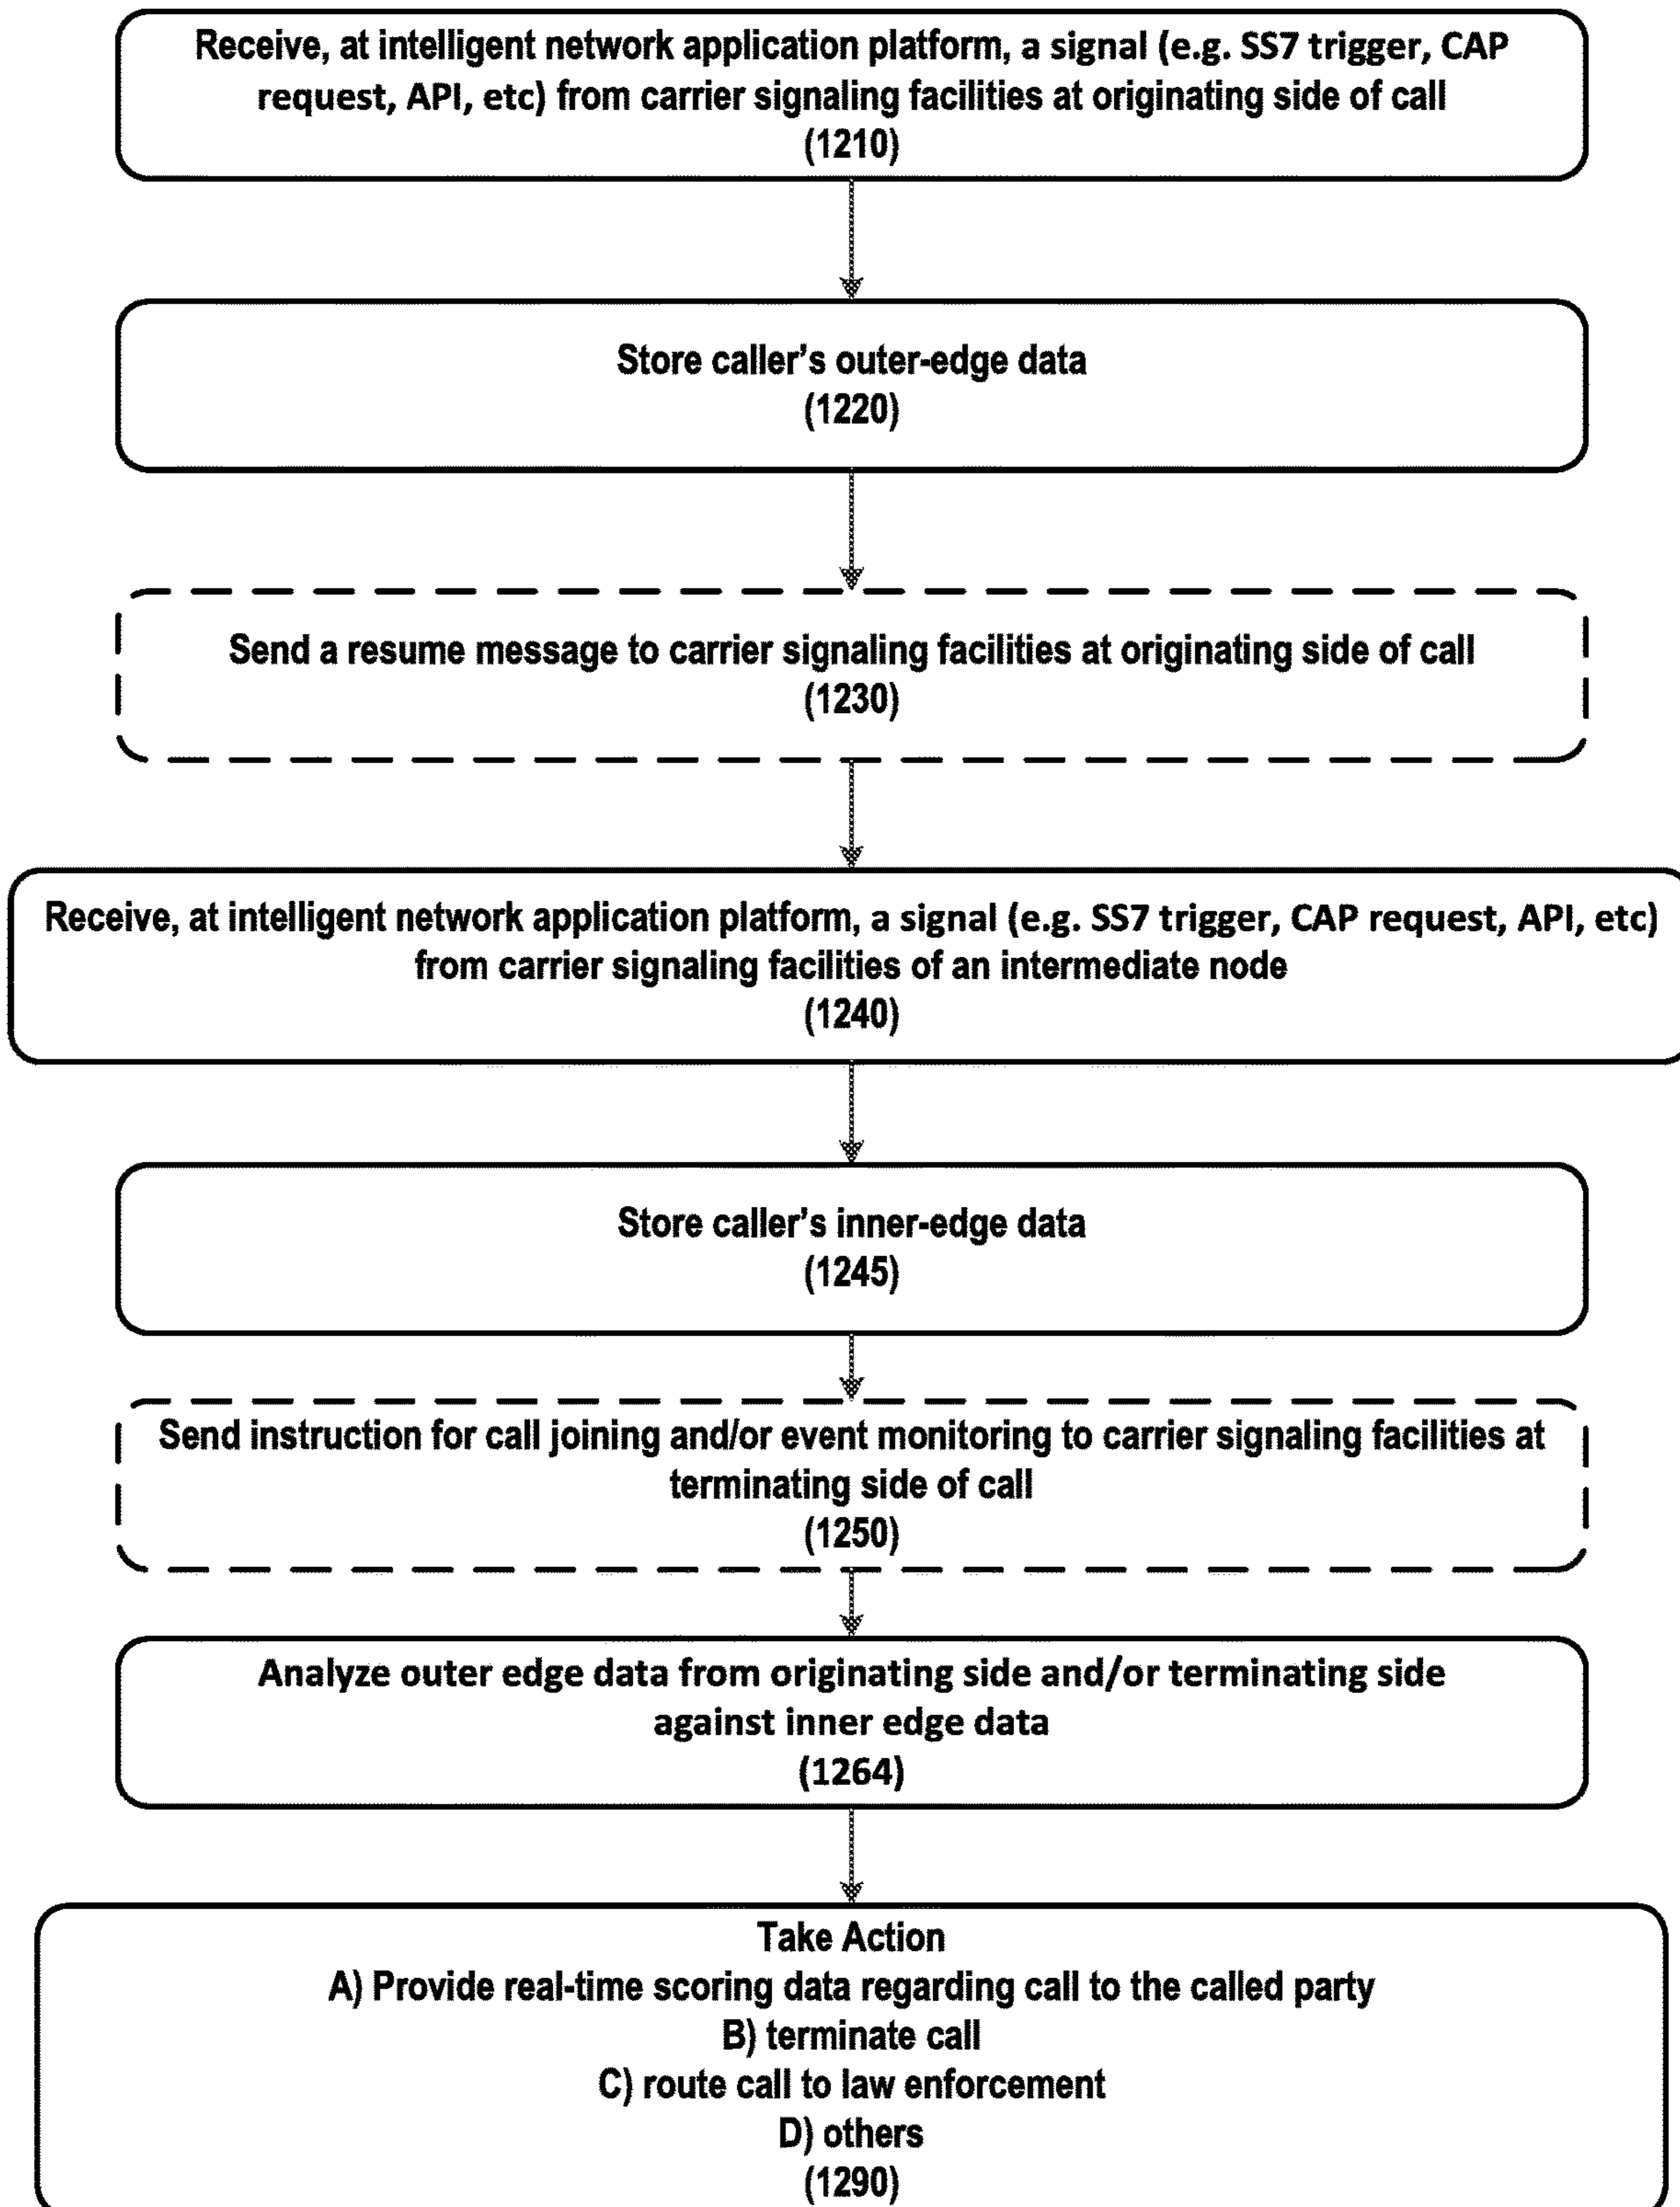 Receive, at intelligent network application platform, a signal (e.g. SS7 trigger, CAP
request, API, etc) from carrier signaling facilities at originating side of call
(1210)
Store caller's outer-edge data
(1220)
Send a resume message to carrier signaling facilities at originating side of call
(1230)
Receive, at intelligent network application platform, a signal (e.g. SS7 trigger, CAP request, API, etc)
from carrier signaling facilities of an intermediate node
(1240)
Store caller's inner-edge data
(1245)
Send instruction for call joining and/or event monitoring to carrier signaling facilities at
terminating side of call
(1250)
Analyze outer edge data from originating side and/or terminating side
against inner edge data
(1264)
Take Action
A) Provide real-time scoring data regarding call to the called party
B) terminate call
C) route call to law enforcement
D) others
(1290)